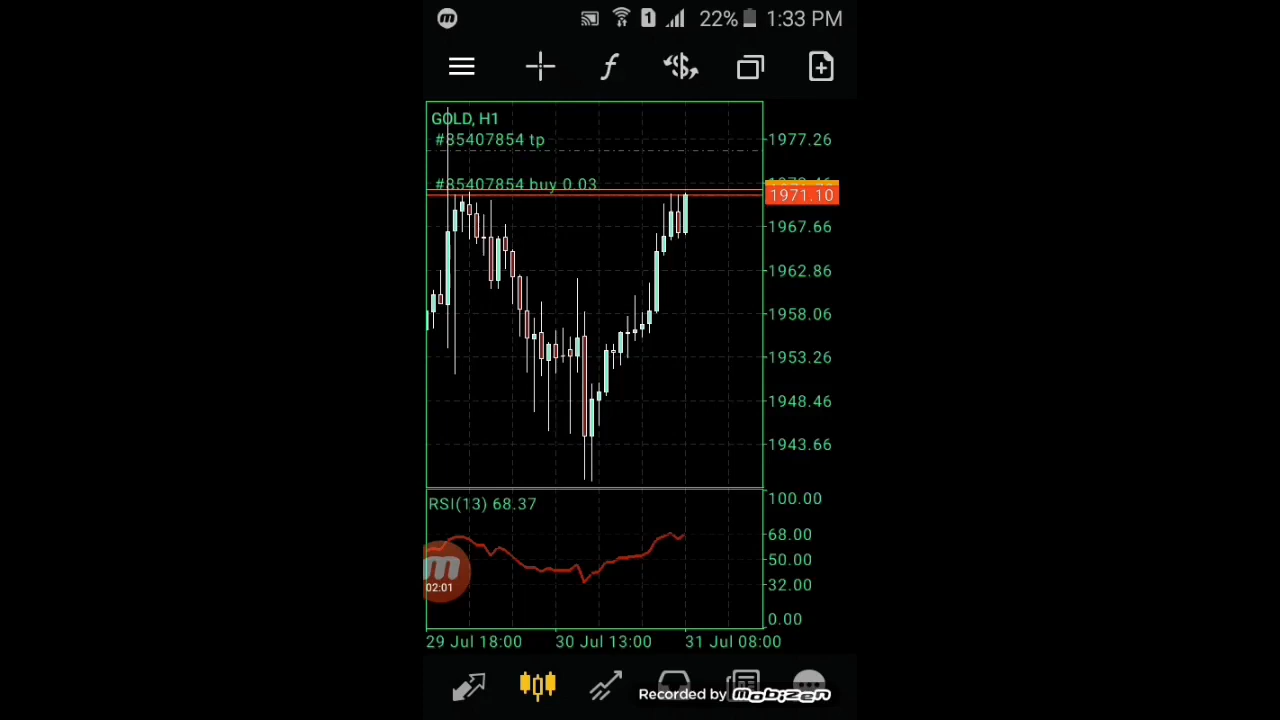 1 22% 1:33 PM
GOLD, H1
#85407854 tp
1977.26
#85407854 buy 0.03
1971.10
1967.66
1962.86
1958.06
1953.26
1948.46
1943.66
RSI(13) 68.37
100.00
68.00
50.00
32.00
0.00
02:01
29 Jul 18:00 30 Jul 13:00 31 Jul 08:00
Recorded by mobizen